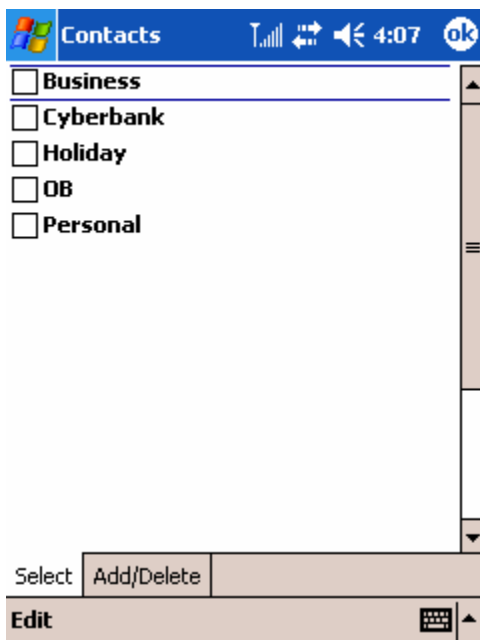 Contacts 4:07 ok
Business
Cyberbank
Holiday
OB
Personal
Select Add/Delete
Edit